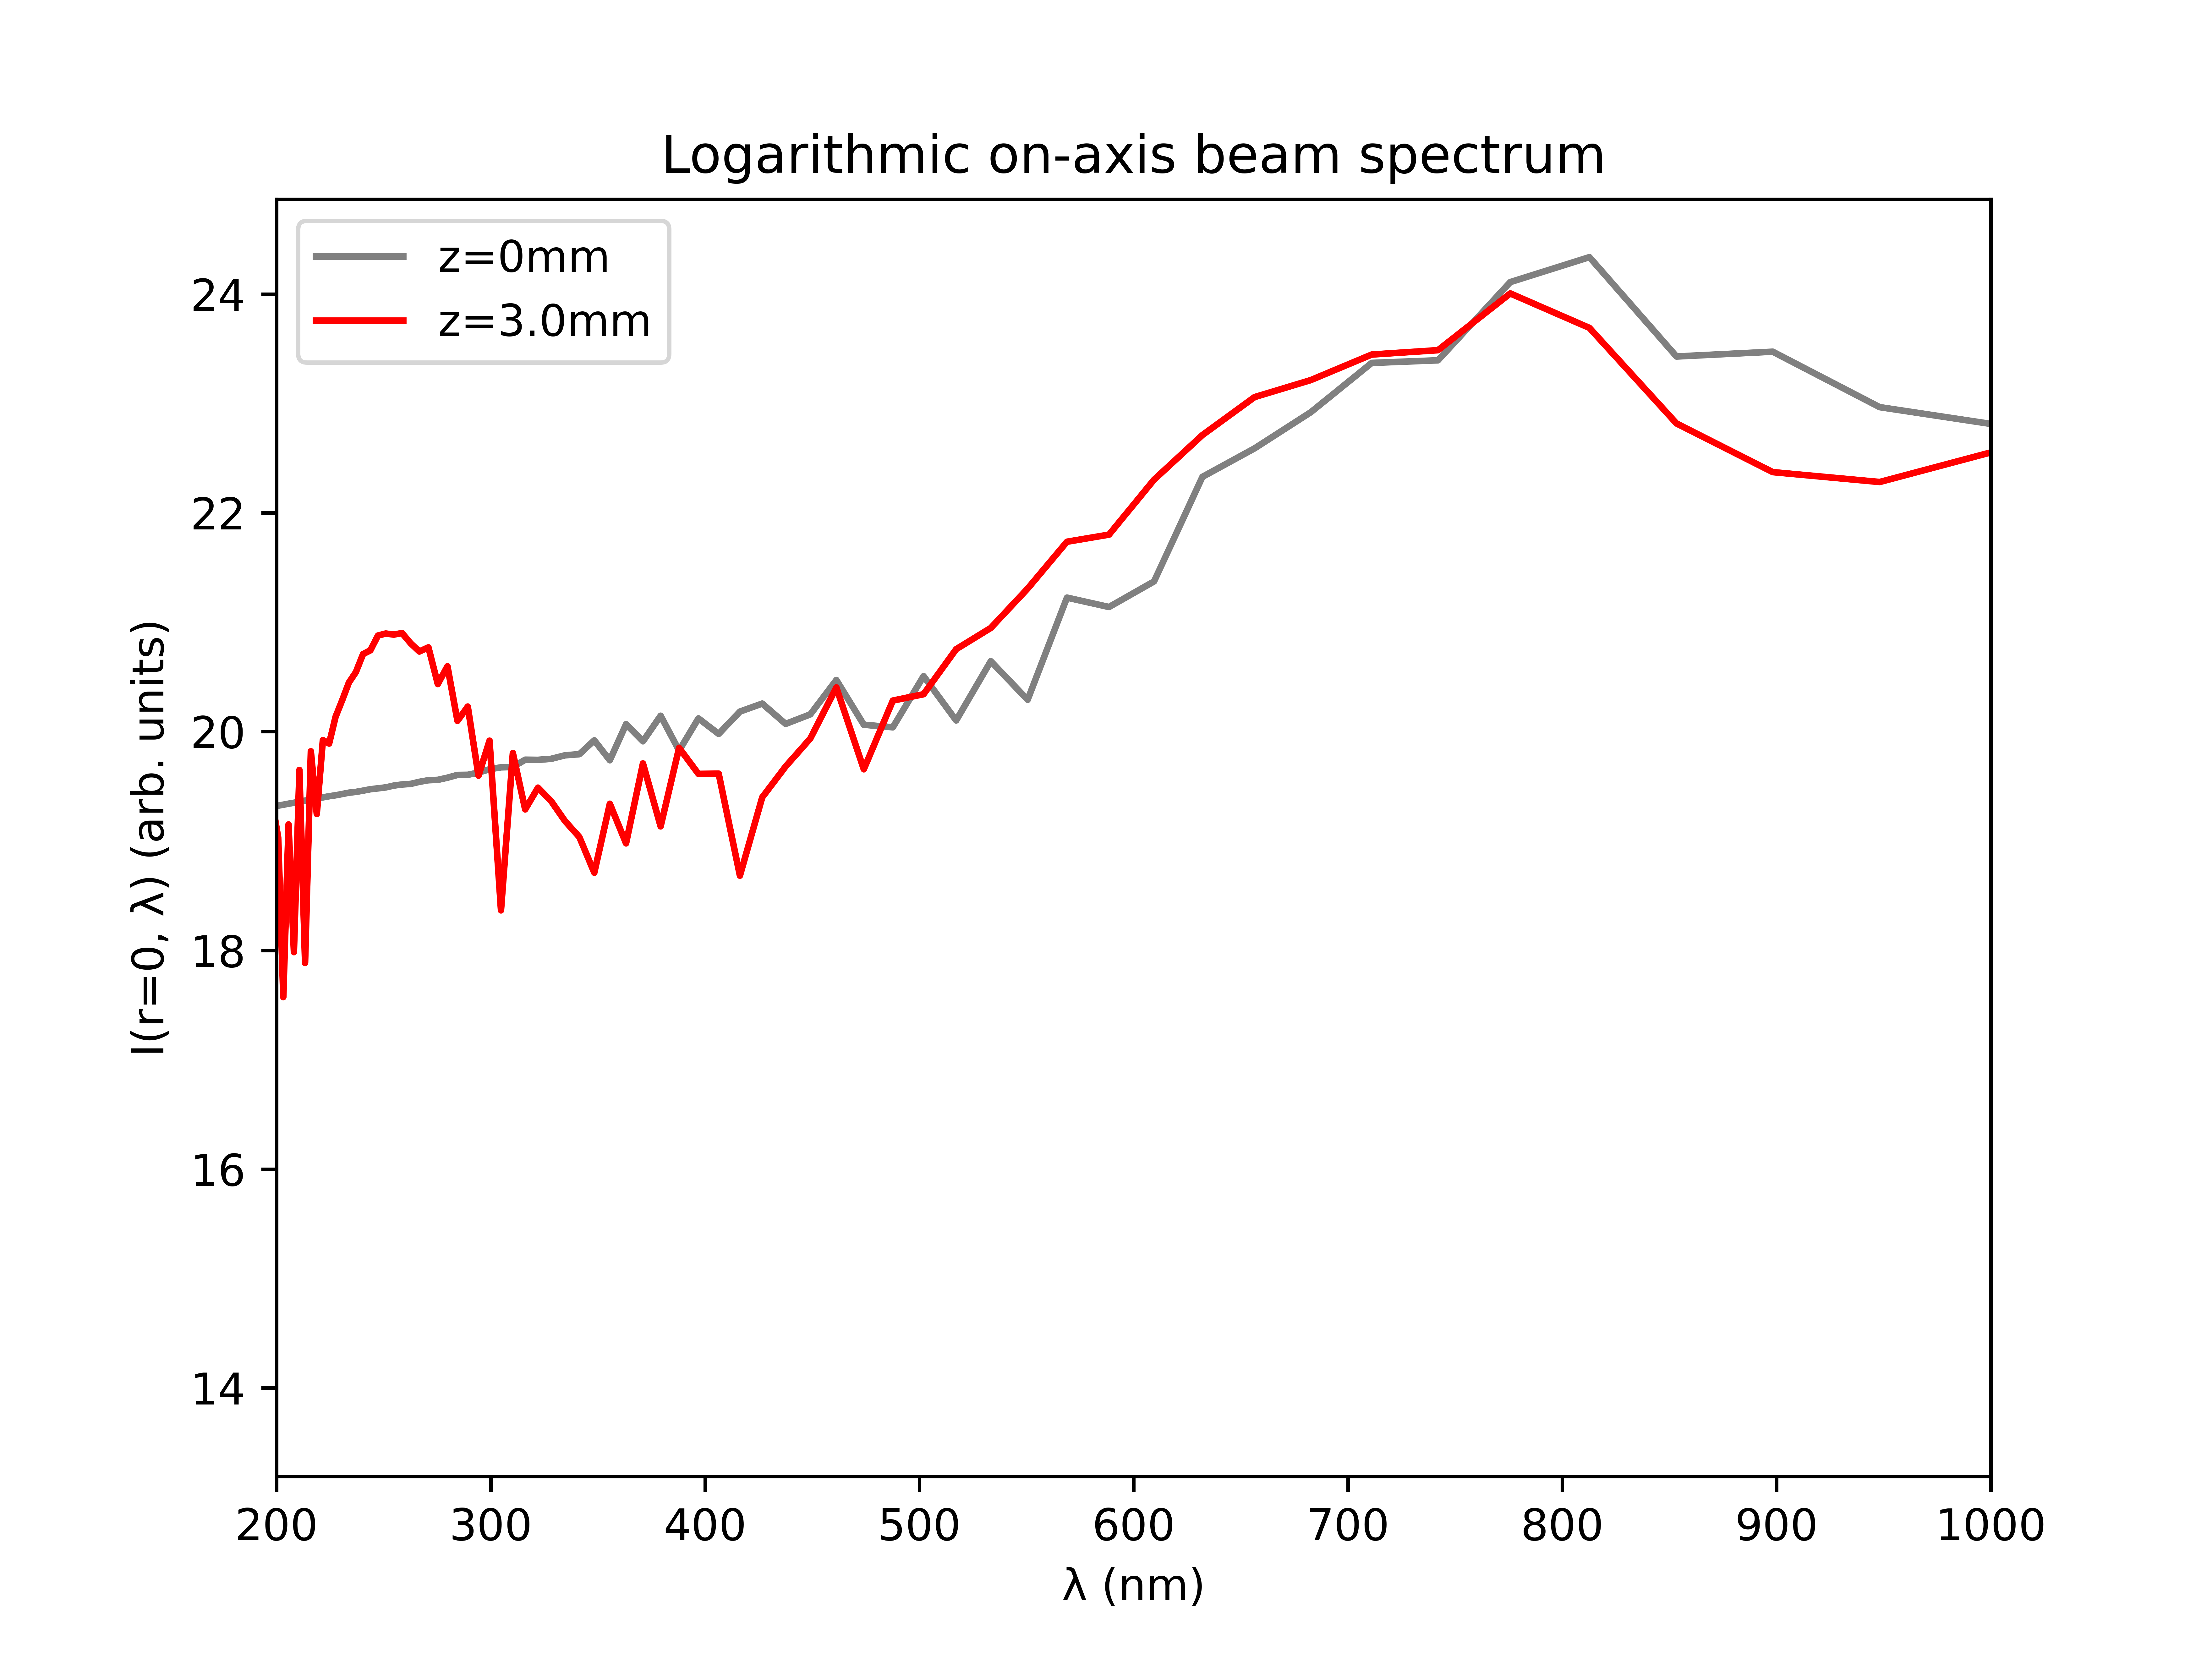 Logarithmic on-axis beam spectrum
z=0mm
z=3.0mm
24
22
20
18
16
14
I(r=0, λ) (arb. units)
200 300 400 500 600 700 800 900 1000
λ (nm)